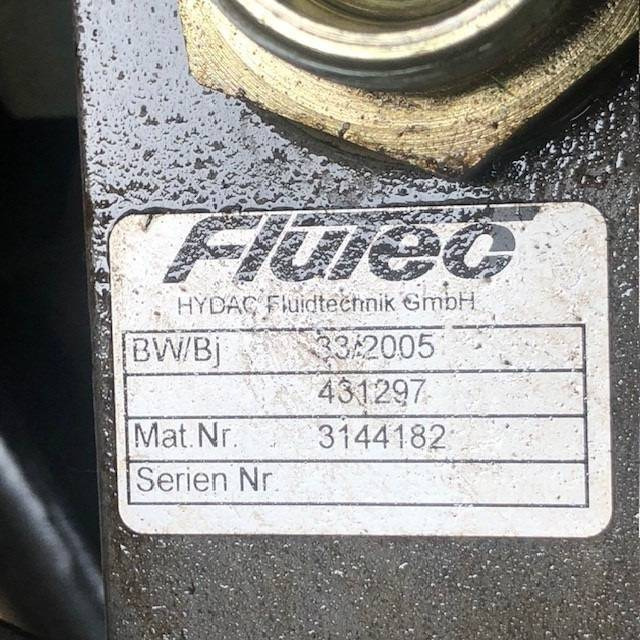 Flutec
HYDAC Fluidtechnik GmbH
BW/Bj 33/2005
431297
Mat.Nr. 3144182
Serien Nr